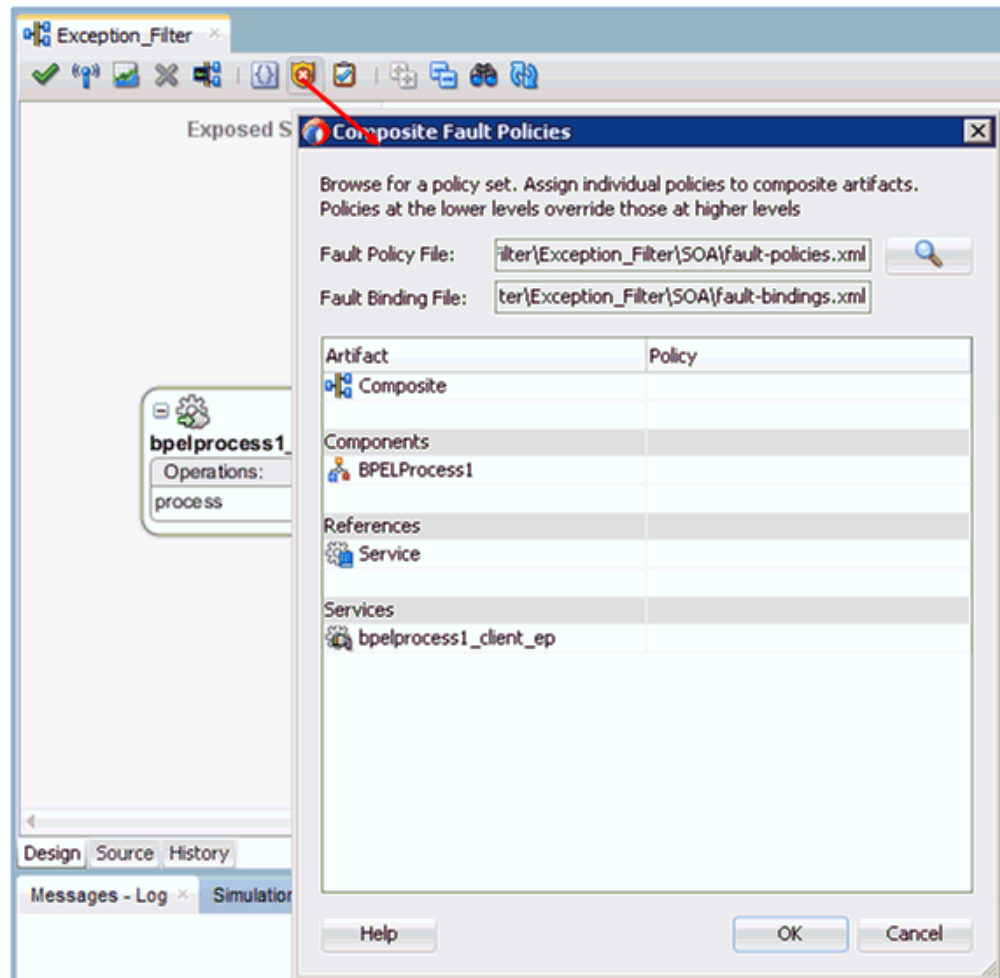 Exception_Filter
Exposed S
Composite Fault Policies
Browse for a policy set. Assign individual policies to composite artifacts.
Policies at the lower levels override those at higher levels
Fault Policy File: ilter\Exception_Filter\SOA\fault-policies.xml
Fault Binding File: ter\Exception_Filter\SOA\fault-bindings.xml
Artifact Policy
Composite
Components
BPELProcess1
References
Service
Services
bpelprocess1_client_ep
bpelprocess1_
Operations:
process
Design Source History
Messages - Log Simulation
Help OK Cancel